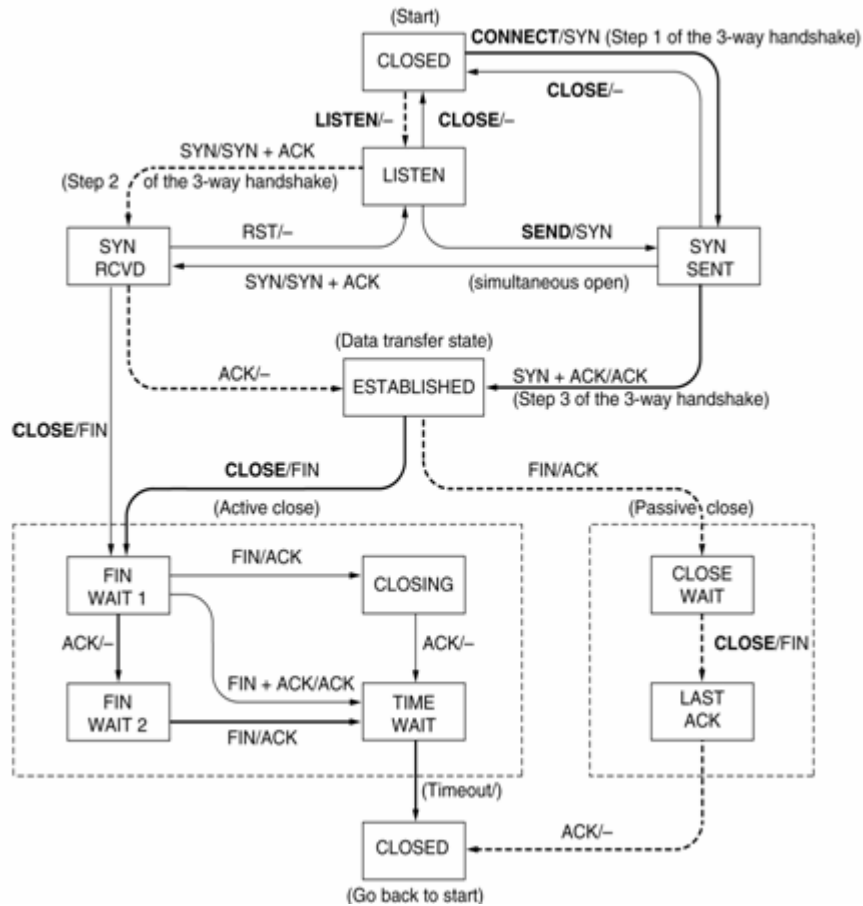 (Start)
CONNECT/SYN (Step 1 of the 3-way handshake)
CLOSED
CLOSE/–
LISTEN/–
CLOSE/–
SYN/SYN + ACK
(Step 2 of the 3-way handshake)
LISTEN
RST/–
SEND/SYN
SYN
RCVD
SYN
SENT
SYN/SYN + ACK
(simultaneous open)
(Data transfer state)
ACK/–
ESTABLISHED
SYN + ACK/ACK
(Step 3 of the 3-way handshake)
CLOSE/FIN
CLOSE/FIN
FIN/ACK
(Active close)
(Passive close)
FIN
WAIT 1
FIN/ACK
CLOSING
CLOSE
WAIT
ACK/–
ACK/–
CLOSE/FIN
FIN + ACK/ACK
FIN
WAIT 2
FIN/ACK
TIME
WAIT
LAST
ACK
(Timeout/)
CLOSED
ACK/–
(Go back to start)